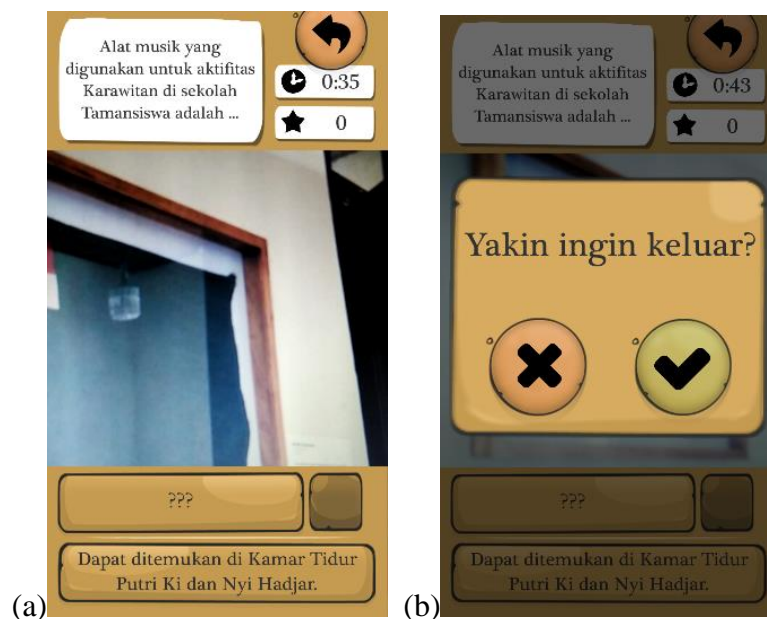 Alat musik yang
digunakan untuk aktifitas
Karawitan di sekolah
Tamansiswa adalah ...
0:35
0
???
Dapat ditemukan di Kamar Tidur
Putri Ki dan Nyi Hadjar.
(a)
Alat musik yang
digunakan untuk aktifitas
Karawitan di sekolah
Tamansiswa adalah ...
0:43
0
Yakin ingin keluar?
???
Dapat ditemukan di Kamar Tidur
Putri Ki dan Nyi Hadjar.
(b)